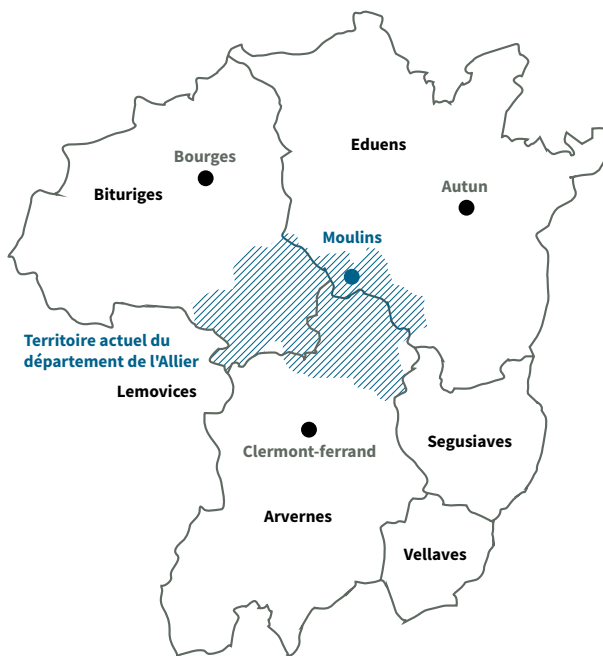 Eduens
Bourges
Bituriges
Autun
Moulins
Territoire actuel du
département de l'Allier
Lemovices
Segusiaves
Clermont-ferrand
Arvernes
Vellaves